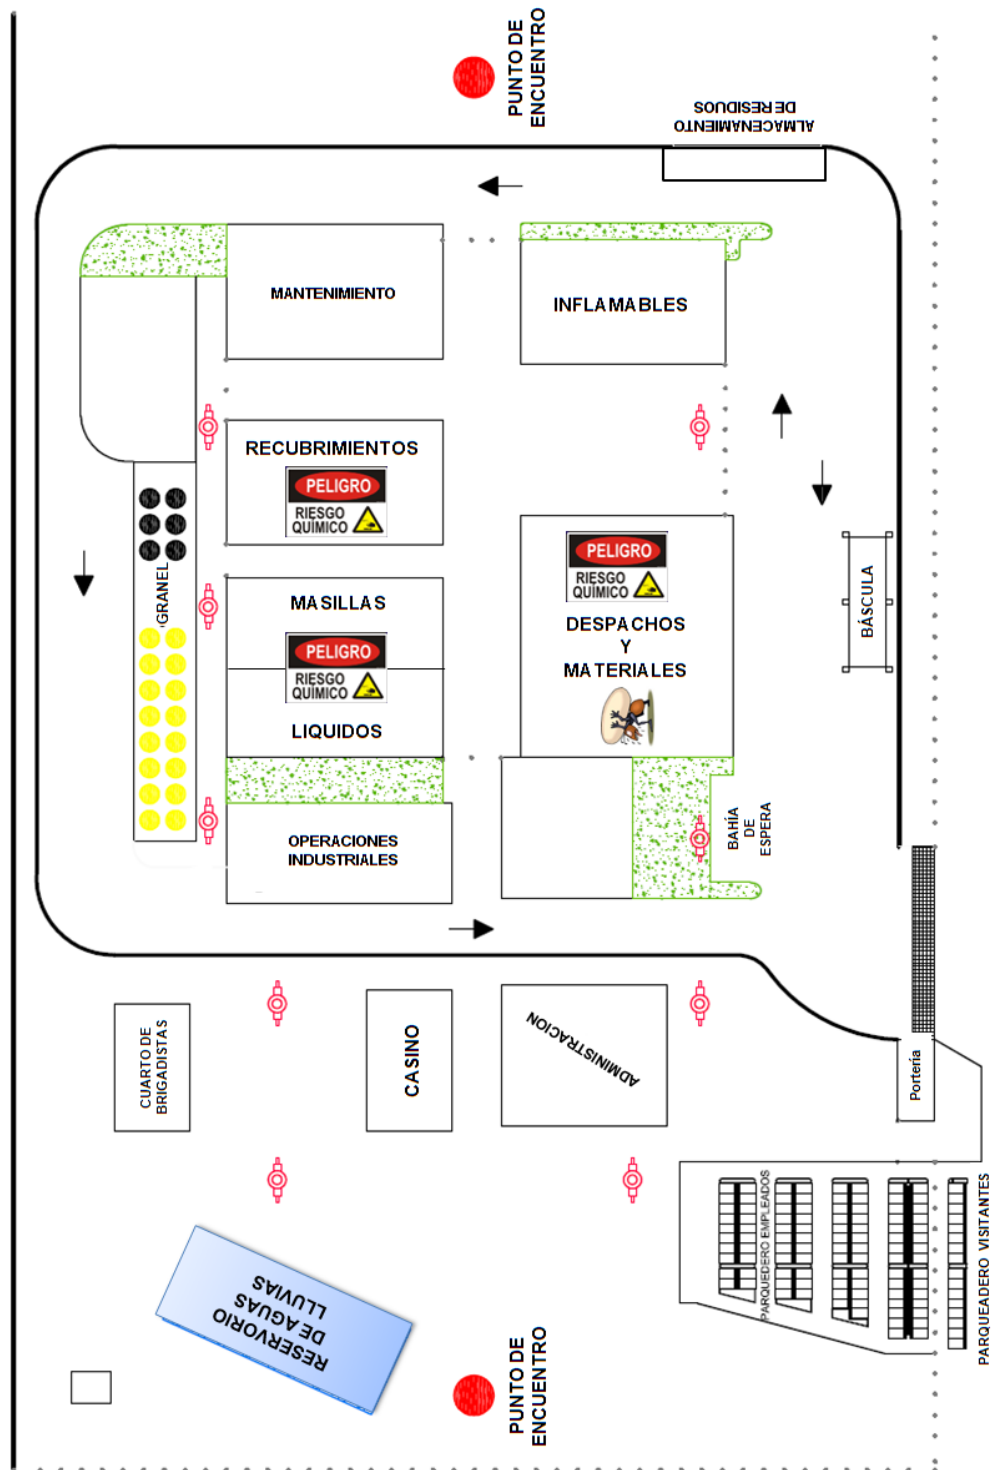 PUNTO DE
ENCUENTRO
ALMACENAMIENTO
DE RESIDUOS
MANTENIMIENTO
INFLAMABLES
RECUBRIMIENTOS
PELIGRO
RIESGO
QUÍMICO
GRANEL
MASILLAS
PELIGRO
RIESGO
QUÍMICO
LIQUIDOS
PELIGRO
RIESGO
QUÍMICO
DESPACHOS
Y
MATERIALES
BÁSCULA
OPERACIONES
INDUSTRIALES
BAHÍA
DE
ESPERA
CUARTO DE
BRIGADISTAS
CASINO
ADMINISTRACION
Portería
PARQUEDERO EMPLEADOS
PARQUEADERO VISITANTES
RESERVORIO
DE AGUAS
LLUVIAS
PUNTO DE
ENCUENTRO